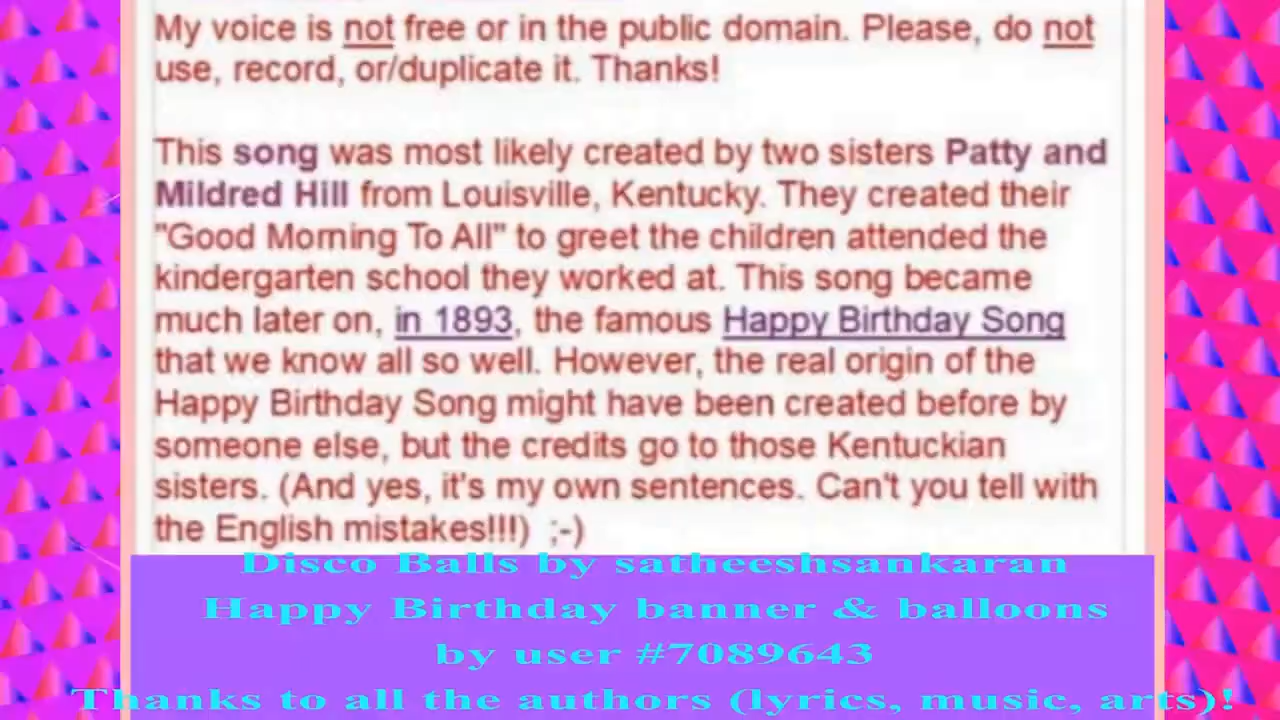 My voice is not free or in the public domain. Please, do not
use, record, or/duplicate it. Thanks!
This song was most likely created by two sisters Patty and
Mildred Hill from Louisville, Kentucky. They created their
"Good Morning To All" to greet the children attended the
kindergarten school they worked at. This song became
much later on, in 1893, the famous Happy Birthday Song
that we know all so well. However, the real origin of the
Happy Birthday Song might have been created before by
someone else, but the credits go to those Kentuckian
sisters. (And yes, it's my own sentences. Can't you tell with
the English mistakes!!!) ;-)
Disco Balls by satheeshsankaran
Happy Birthday banner & balloons
by user #7089643
Thanks to all the authors (lyrics, music, arts)!